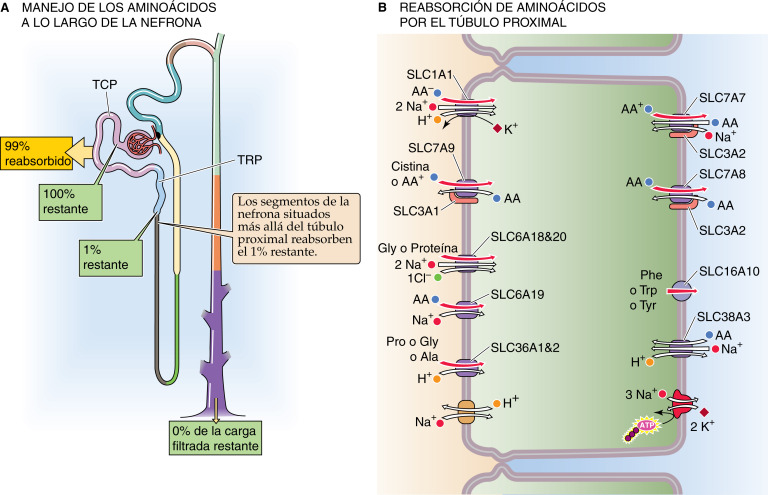 A MANEJO DE LOS AMINOÁCIDOS
A LO LARGO DE LA NEFRONA
TCP
99%
reabsorbido
100%
restante
TRP
1%
restante
Los segmentos de la
nefrona situados
más allá del túbulo
proximal reabsorben
el 1% restante.
0% de la carga
filtrada restante
B REABSORCIÓN DE AMINOÁCIDOS
POR EL TÚBULO PROXIMAL
SLC1A1
AA⁻
2 Na⁺
H⁺
K⁺
SLC7A9
Cistina
o AA⁺
AA
SLC3A1
SLC6A18&20
Gly o Proteína
2 Na⁺
1Cl⁻
SLC6A19
AA
Na⁺
Pro o Gly
o Ala
SLC36A1&2
H⁺
H⁺
Na⁺
SLC7A7
AA⁺
AA
Na⁺
SLC3A2
SLC7A8
AA
AA
SLC3A2
SLC16A10
Phe
o Trp
o Tyr
SLC38A3
AA
Na⁺
H⁺
3 Na⁺
ATP
2 K⁺